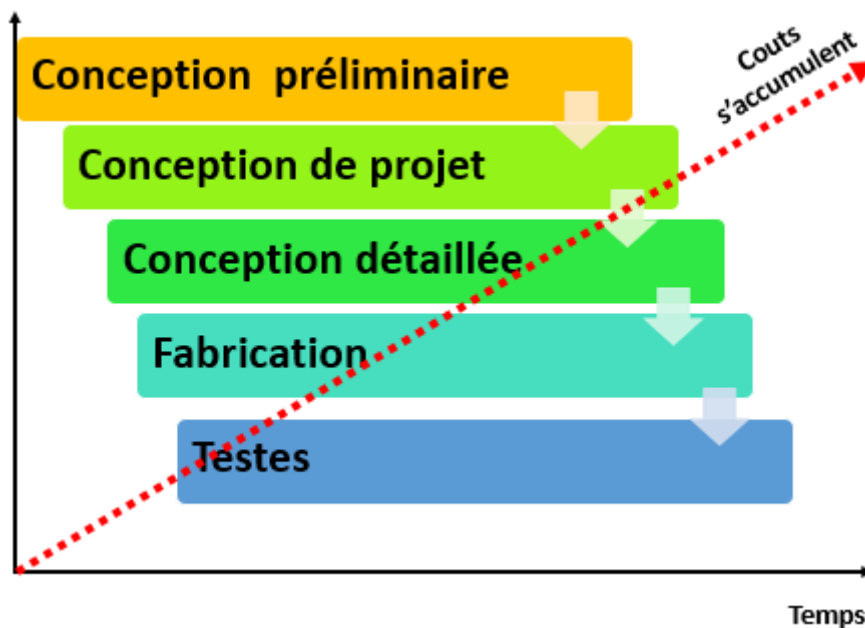 Conception préliminaire
Couts
s'accumulent
Conception de projet
Conception détaillée
Fabrication
Testes
Temps